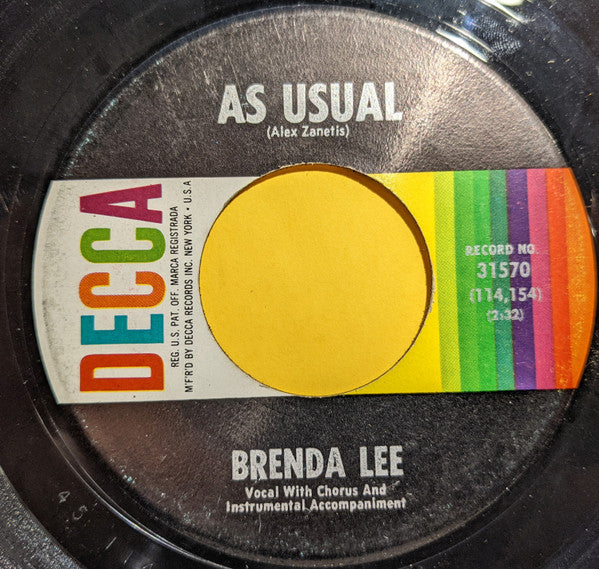 AS USUAL
(Alex Zanetis)
DECCA
REG. U.S. PAT. OFF. MARCA REGISTRADA
M'F'R'D BY DECCA RECORDS INC. NEW YORK • U.S.A
RECORD NO.
31570
(114,154)
(2:32)
BRENDA LEE
Vocal With Chorus And
Instrumental Accompaniment
45